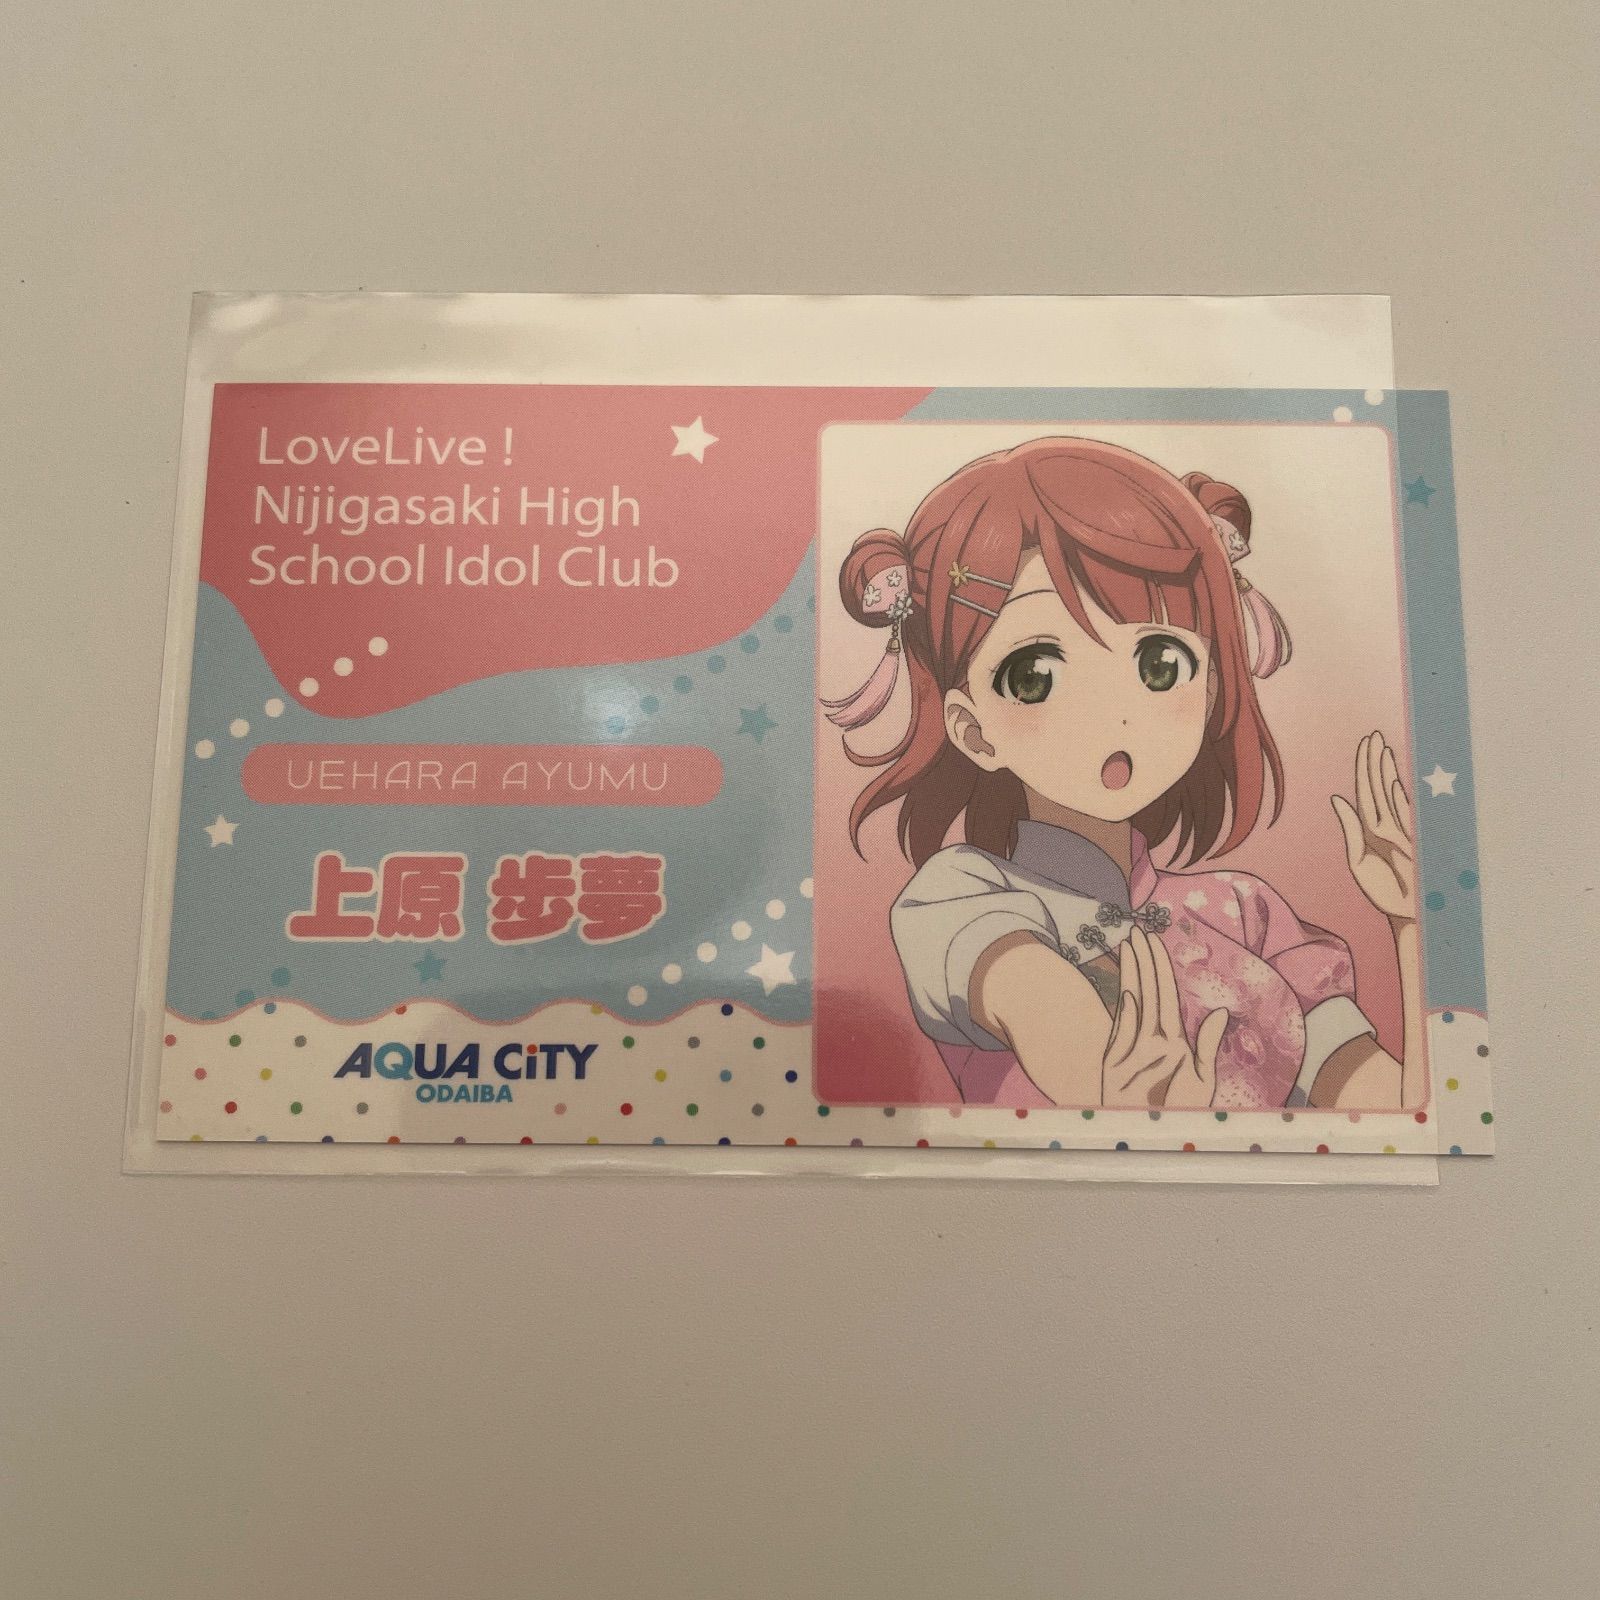 LoveLive !
Nijigasaki High
School Idol Club
UEHARA AYUMU
上原 歩夢
AQUA CiTY
ODAIBA